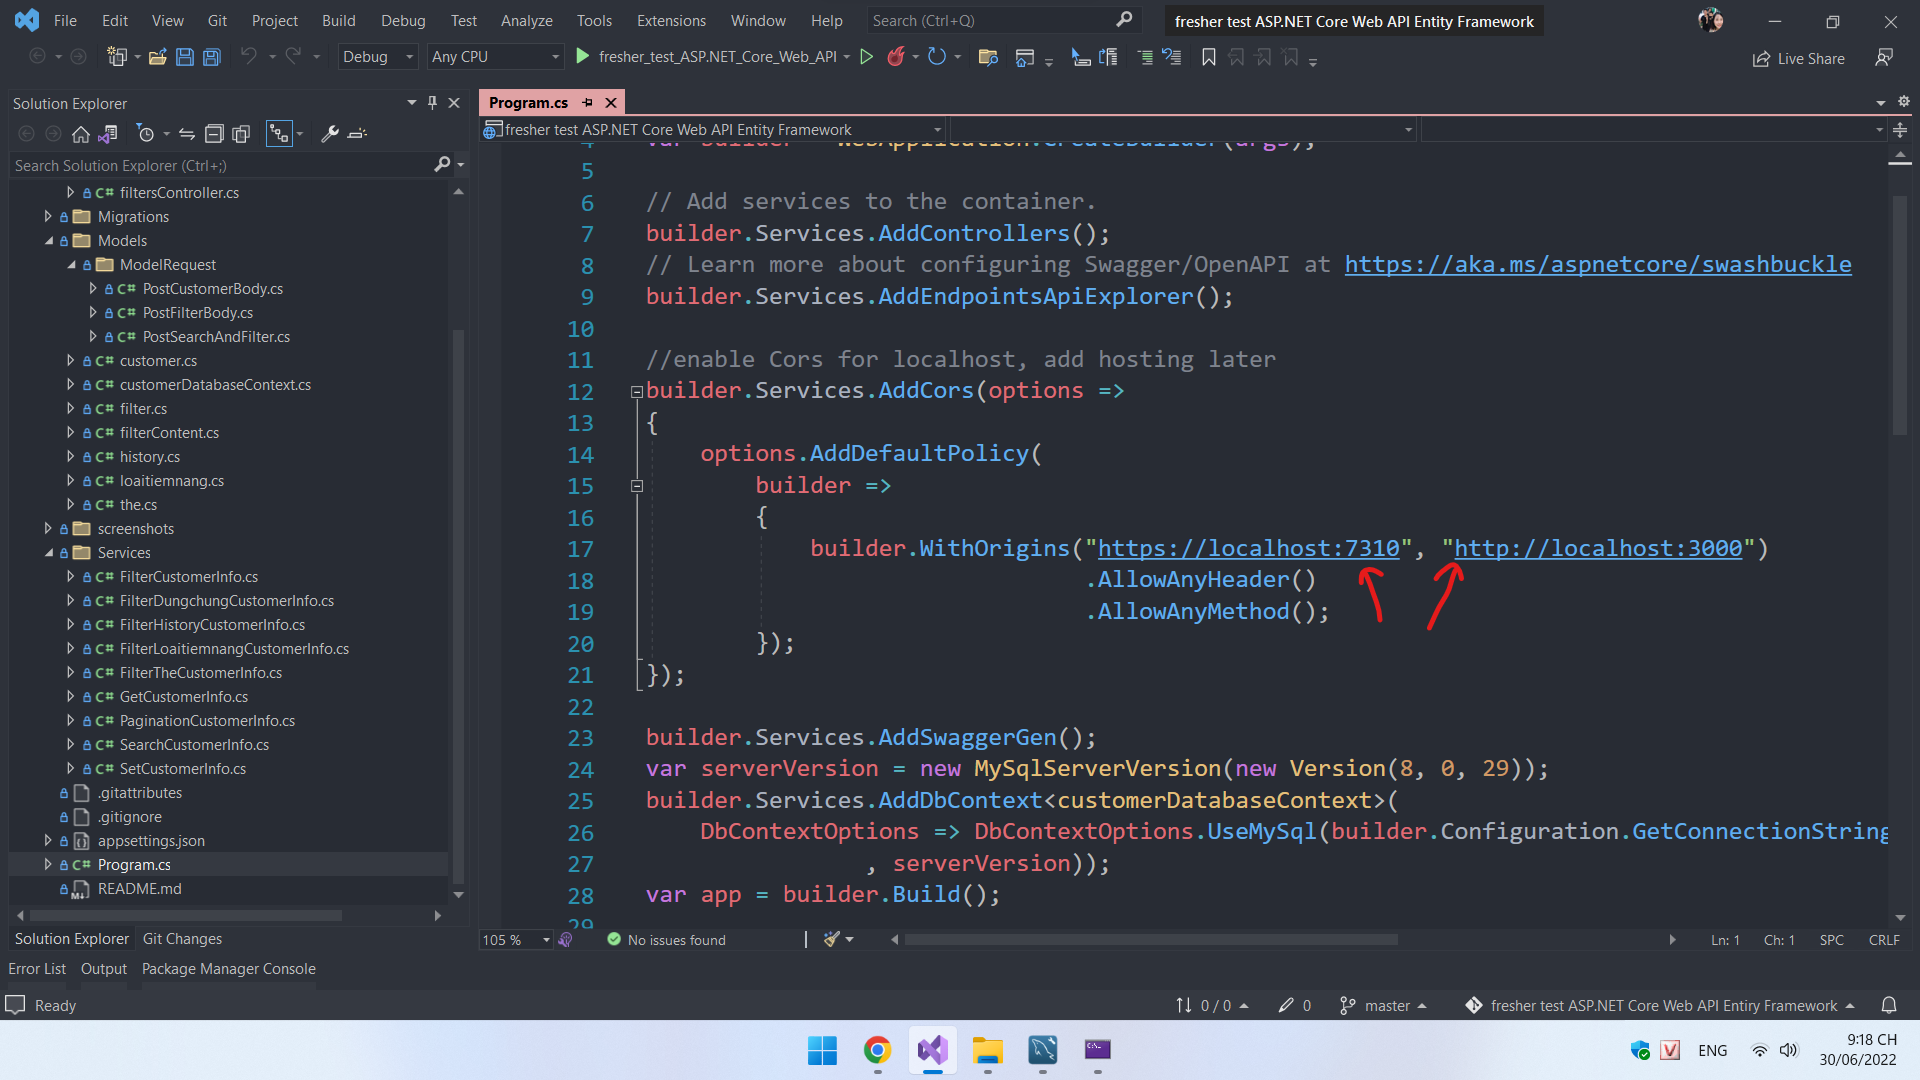 File Edit View Git Project Build Debug Test Analyze Tools Extensions Window Help Search (Ctrl+Q) fresher test ASP.NET Core Web API Entity Framework
Debug Any CPU fresher_test_ASP.NET_Core_Web_API Live Share
Solution Explorer
Search Solution Explorer (Ctrl+;)
C# filtersController.cs
Migrations
Models
ModelRequest
C# PostCustomerBody.cs
C# PostFilterBody.cs
C# PostSearchAndFilter.cs
C# customer.cs
C# customerDatabaseContext.cs
C# filter.cs
C# filterContent.cs
C# history.cs
C# loaitiemnang.cs
C# the.cs
screenshots
Services
C# FilterCustomerInfo.cs
C# FilterDungchungCustomerInfo.cs
C# FilterHistoryCustomerInfo.cs
C# FilterLoaitiemnangCustomerInfo.cs
C# FilterTheCustomerInfo.cs
C# GetCustomerInfo.cs
C# PaginationCustomerInfo.cs
C# SearchCustomerInfo.cs
C# SetCustomerInfo.cs
.gitattributes
.gitignore
appsettings.json
C# Program.cs
README.md
Solution Explorer Git Changes
Program.cs
fresher test ASP.NET Core Web API Entity Framework
4 var builder = WebApplication.CreateBuilder(args);
5
6 // Add services to the container.
7 builder.Services.AddControllers();
8 // Learn more about configuring Swagger/OpenAPI at https://aka.ms/aspnetcore/swashbuckle
9 builder.Services.AddEndpointsApiExplorer();
10
11 //enable Cors for localhost, add hosting later
12 builder.Services.AddCors(options =>
13 {
14 options.AddDefaultPolicy(
15 builder =>
16 {
17 builder.WithOrigins("https://localhost:7310", "http://localhost:3000")
18 .AllowAnyHeader()
19 .AllowAnyMethod();
20 });
21 });
22
23 builder.Services.AddSwaggerGen();
24 var serverVersion = new MySqlServerVersion(new Version(8, 0, 29));
25 builder.Services.AddDbContext<customerDatabaseContext>(
26 DbContextOptions => DbContextOptions.UseMySql(builder.Configuration.GetConnectionString
27 , serverVersion));
28 var app = builder.Build();
29
105 % No issues found Ln: 1 Ch: 1 SPC CRLF
Error List Output Package Manager Console
Ready 0 / 0 0 master fresher test ASP.NET Core Web API Entiry Framework
ENG 9:18 CH
30/06/2022